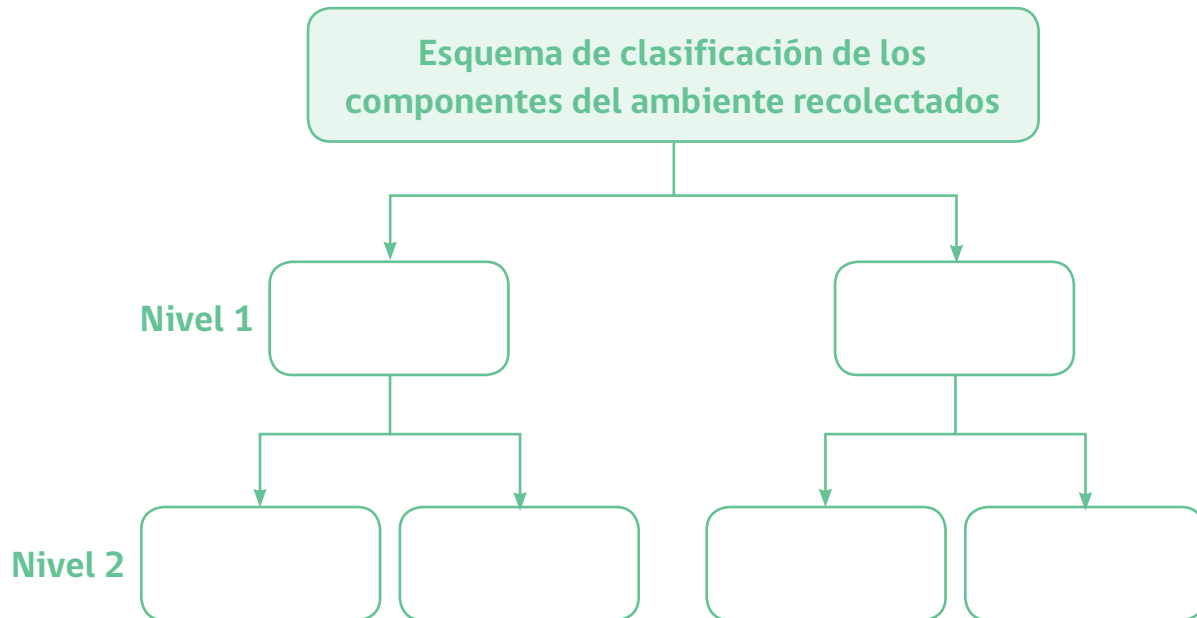 Esquema de clasificación de los
componentes del ambiente recolectados
Nivel 1
Nivel 2